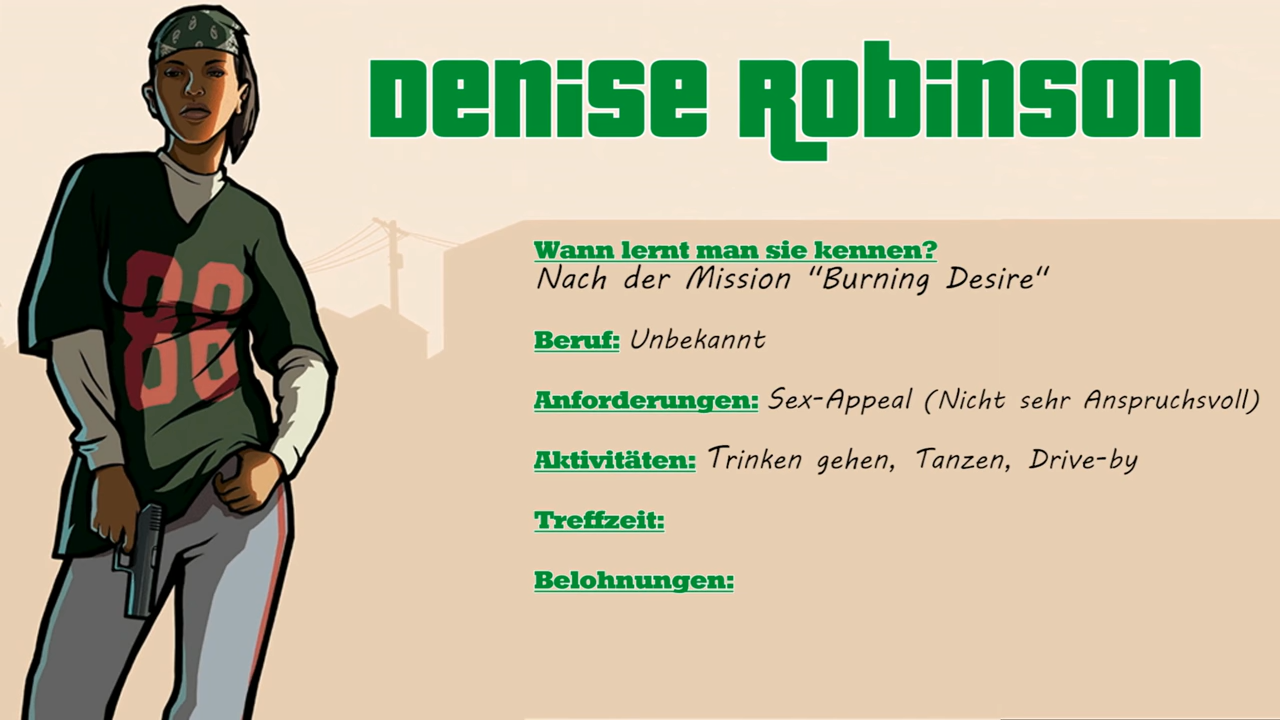 Denise Robinson
Wann lernt man sie kennen?
Nach der Mission "Burning Desire"
Beruf: Unbekannt
Anforderungen: Sex-Appeal (Nicht sehr Anspruchsvoll)
Aktivitäten: Trinken gehen, Tanzen, Drive-by
Treffzeit:
Belohnungen:
88